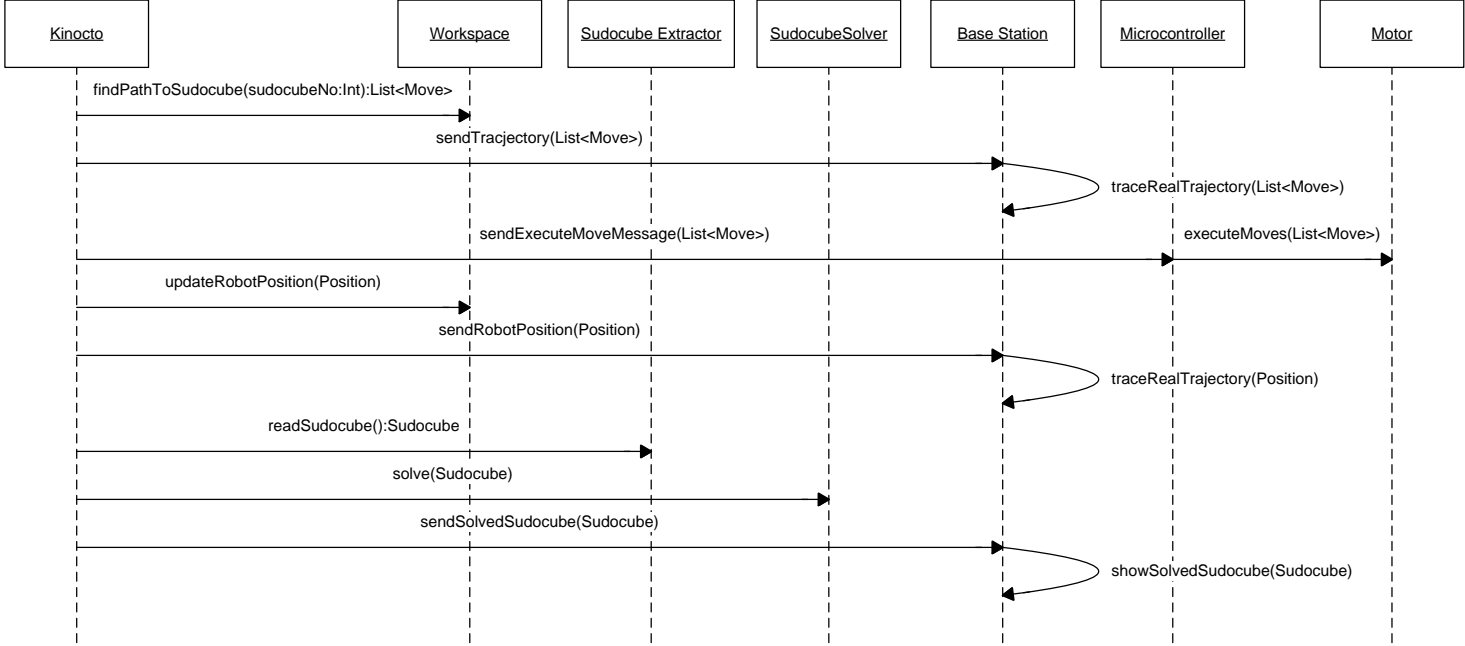 Kinocto
Workspace
Sudocube Extractor
SudocubeSolver
Base Station
Microcontroller
Motor
findPathToSudocube(sudocubeNo:Int):List<Move>
sendTracjectory(List<Move>)
traceRealTrajectory(List<Move>)
sendExecuteMoveMessage(List<Move>)
executeMoves(List<Move>)
updateRobotPosition(Position)
sendRobotPosition(Position)
traceRealTrajectory(Position)
readSudocube():Sudocube
solve(Sudocube)
sendSolvedSudocube(Sudocube)
showSolvedSudocube(Sudocube)